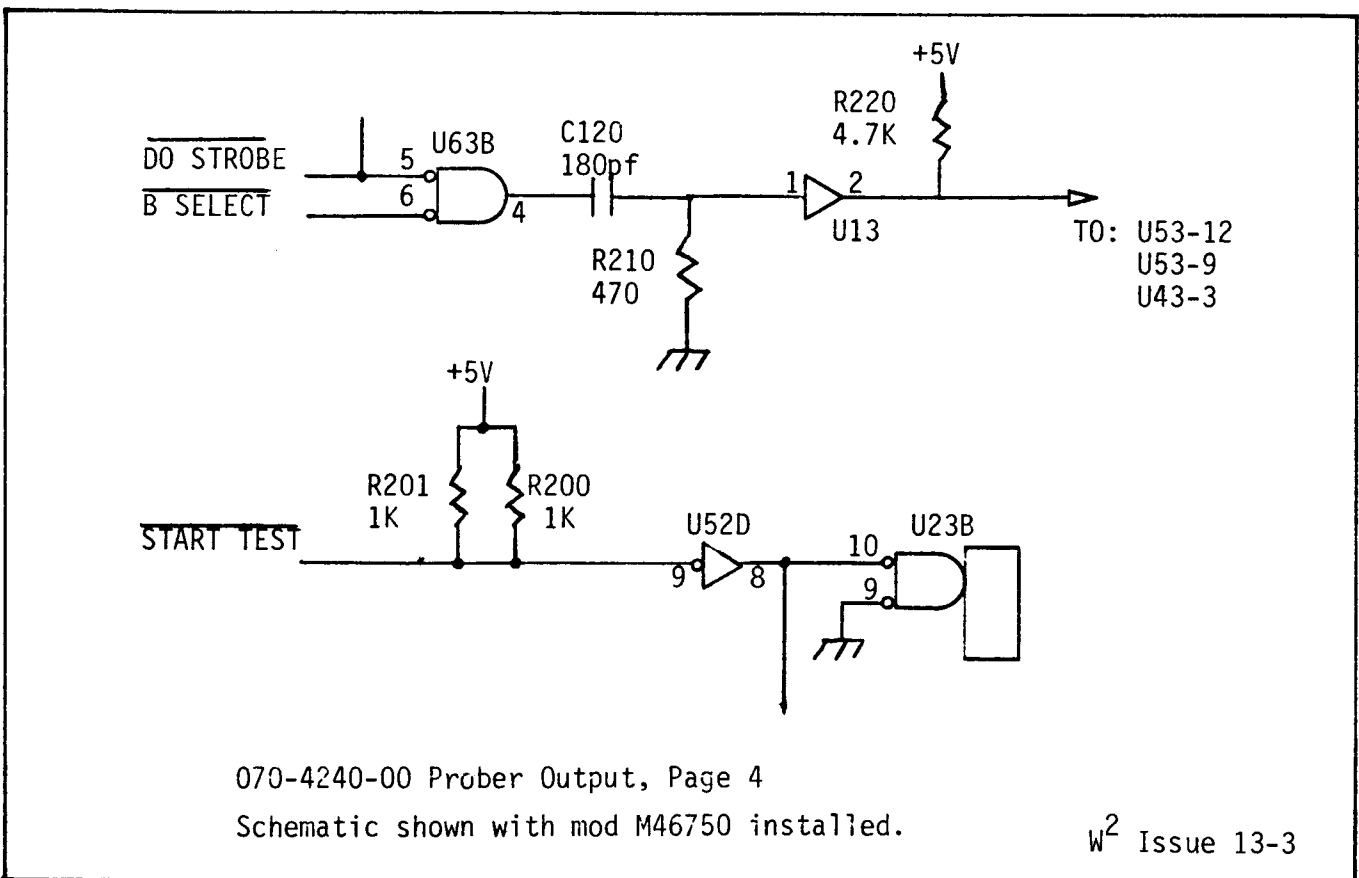 +5V
R220
4.7K
DO STROBE
B SELECT
5
6
U63B
4
C120
180pf
R210
470
1
2
U13
TO: U53-12
U53-9
U43-3
+5V
R201
1K
R200
1K
START TEST
U52D
9
8
U23B
10
9
070-4240-00 Prober Output, Page 4
Schematic shown with mod M46750 installed.
W² Issue 13-3